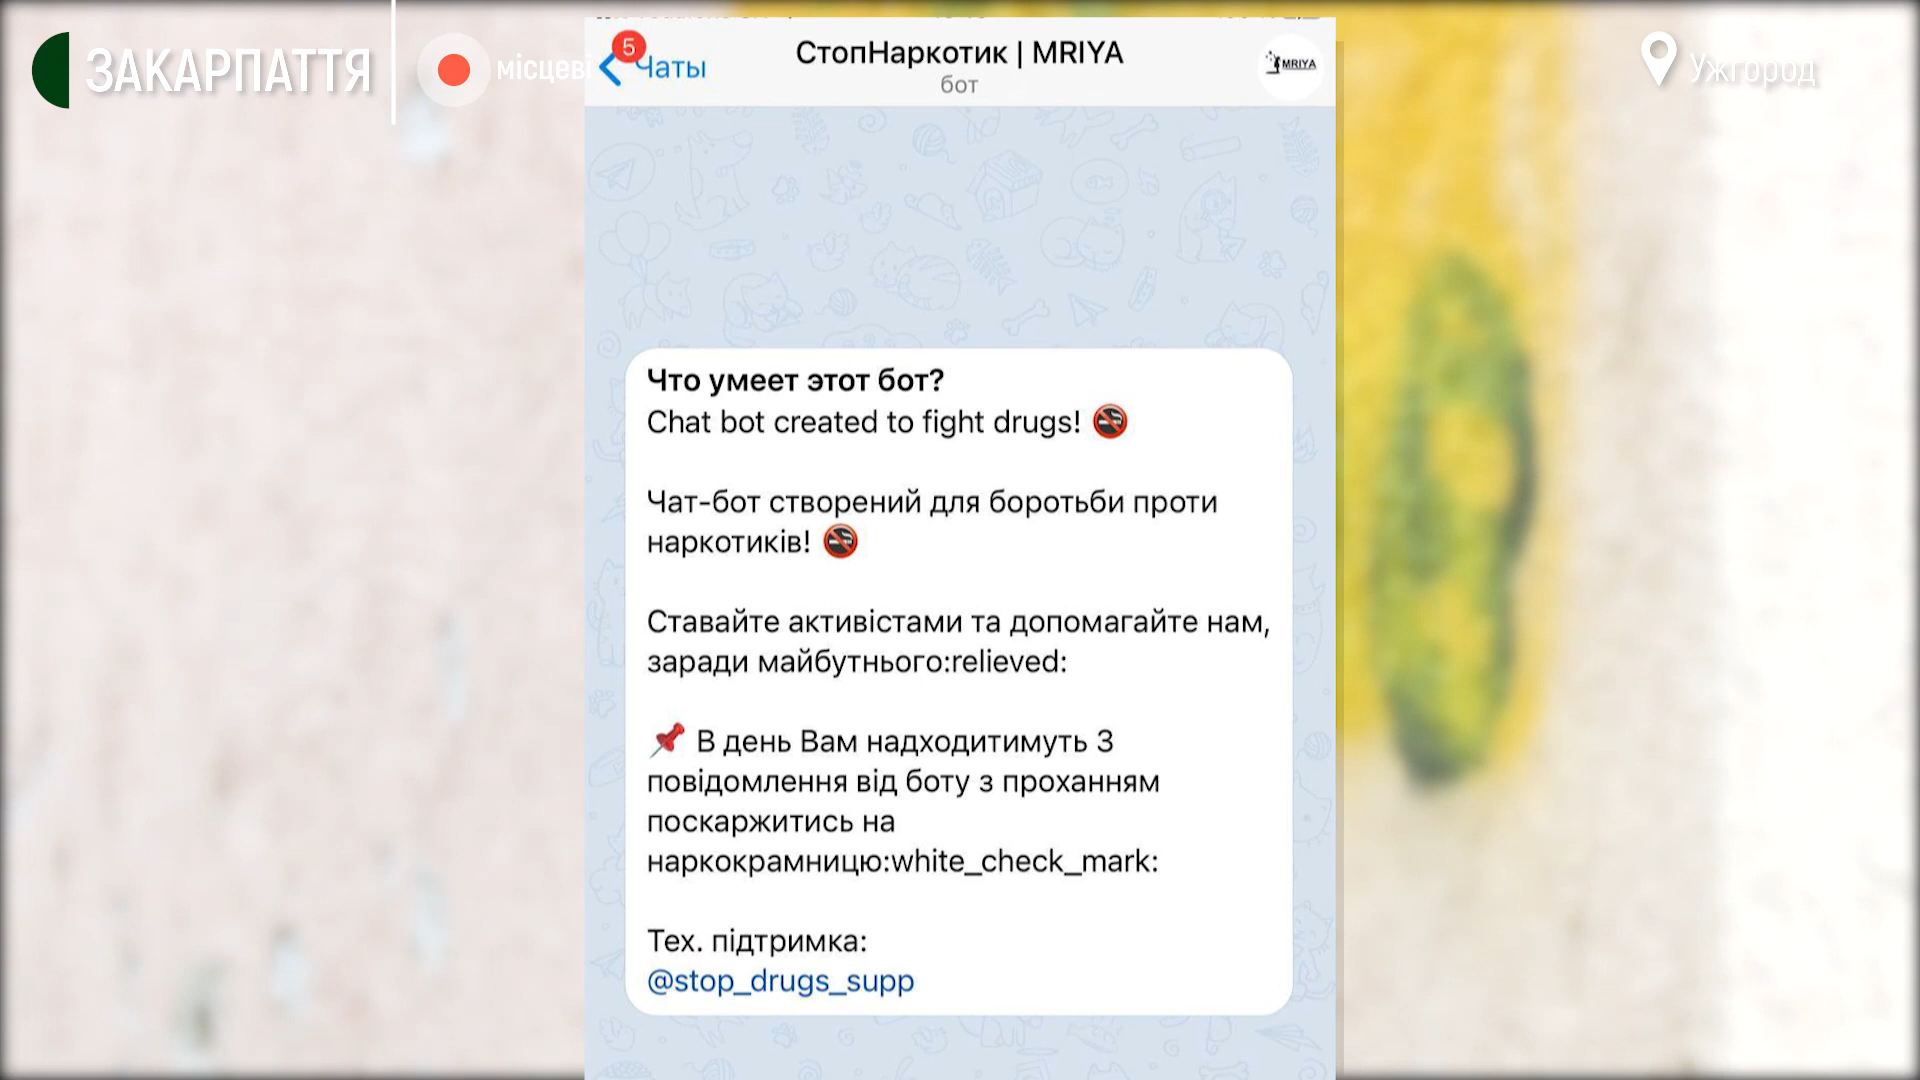 ЗАКАРПАТТЯ
місцеві
Ужгород
5
Чаты
СтопНаркотик | MRIYA
бот
MRIYA
Что умеет этот бот?
Chat bot created to fight drugs! 🚭
Чат-бот створений для боротьби проти
наркотиків! 🚭
Ставайте активістами та допомагайте нам,
заради майбутнього:relieved:
📌 В день Вам надходитимуть 3
повідомлення від боту з проханням
поскаржитись на
наркокрамницю:white_check_mark:
Тех. підтримка:
@stop_drugs_supp